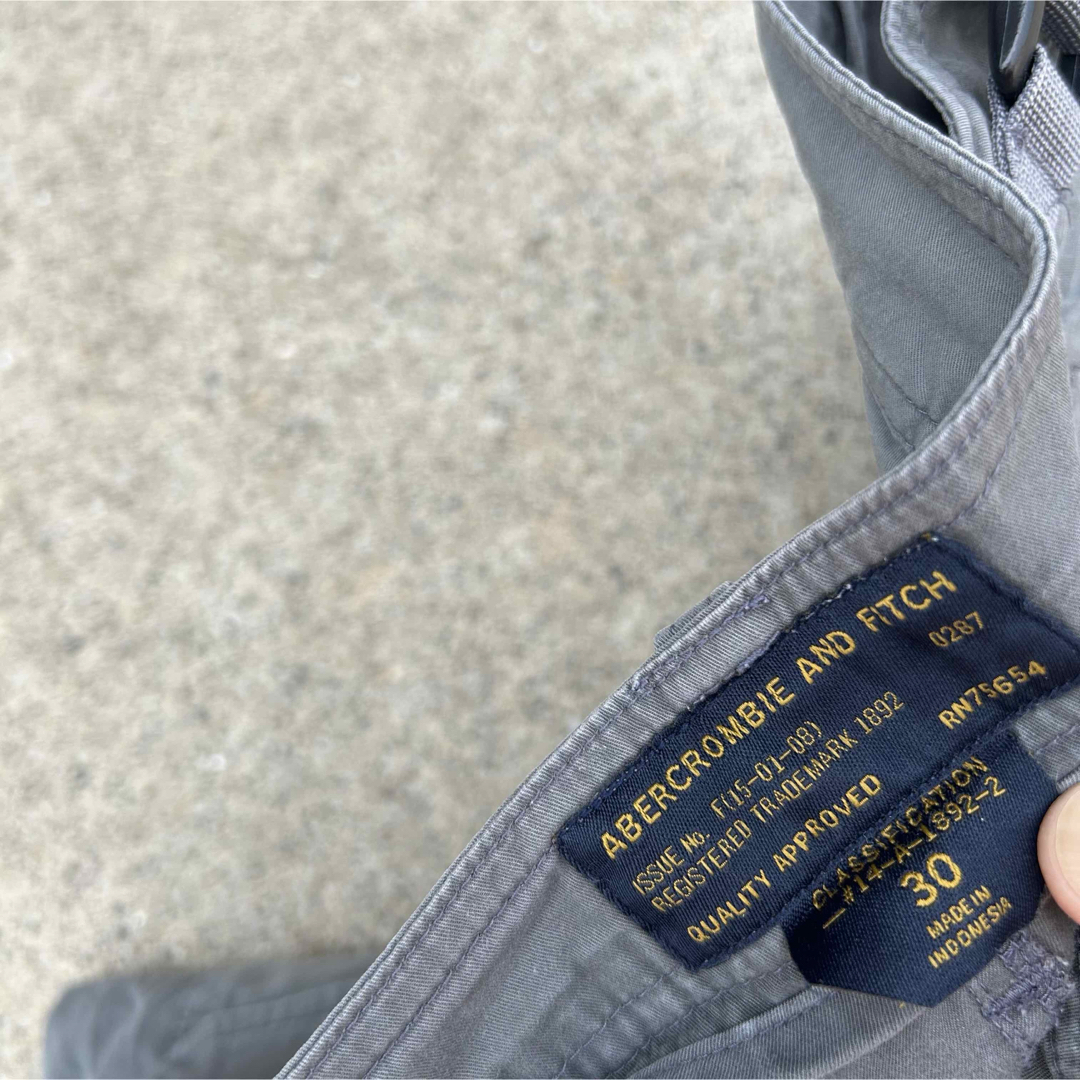 ABERCROMBIE AND FITCH
0287
ISSUE No. F(15-01-08)
REGISTERED TRADEMARK 1892
QUALITY APPROVED
RN75654
CLASSIFICATION
#14-A-1892-2
30
MADE IN
INDONESIA